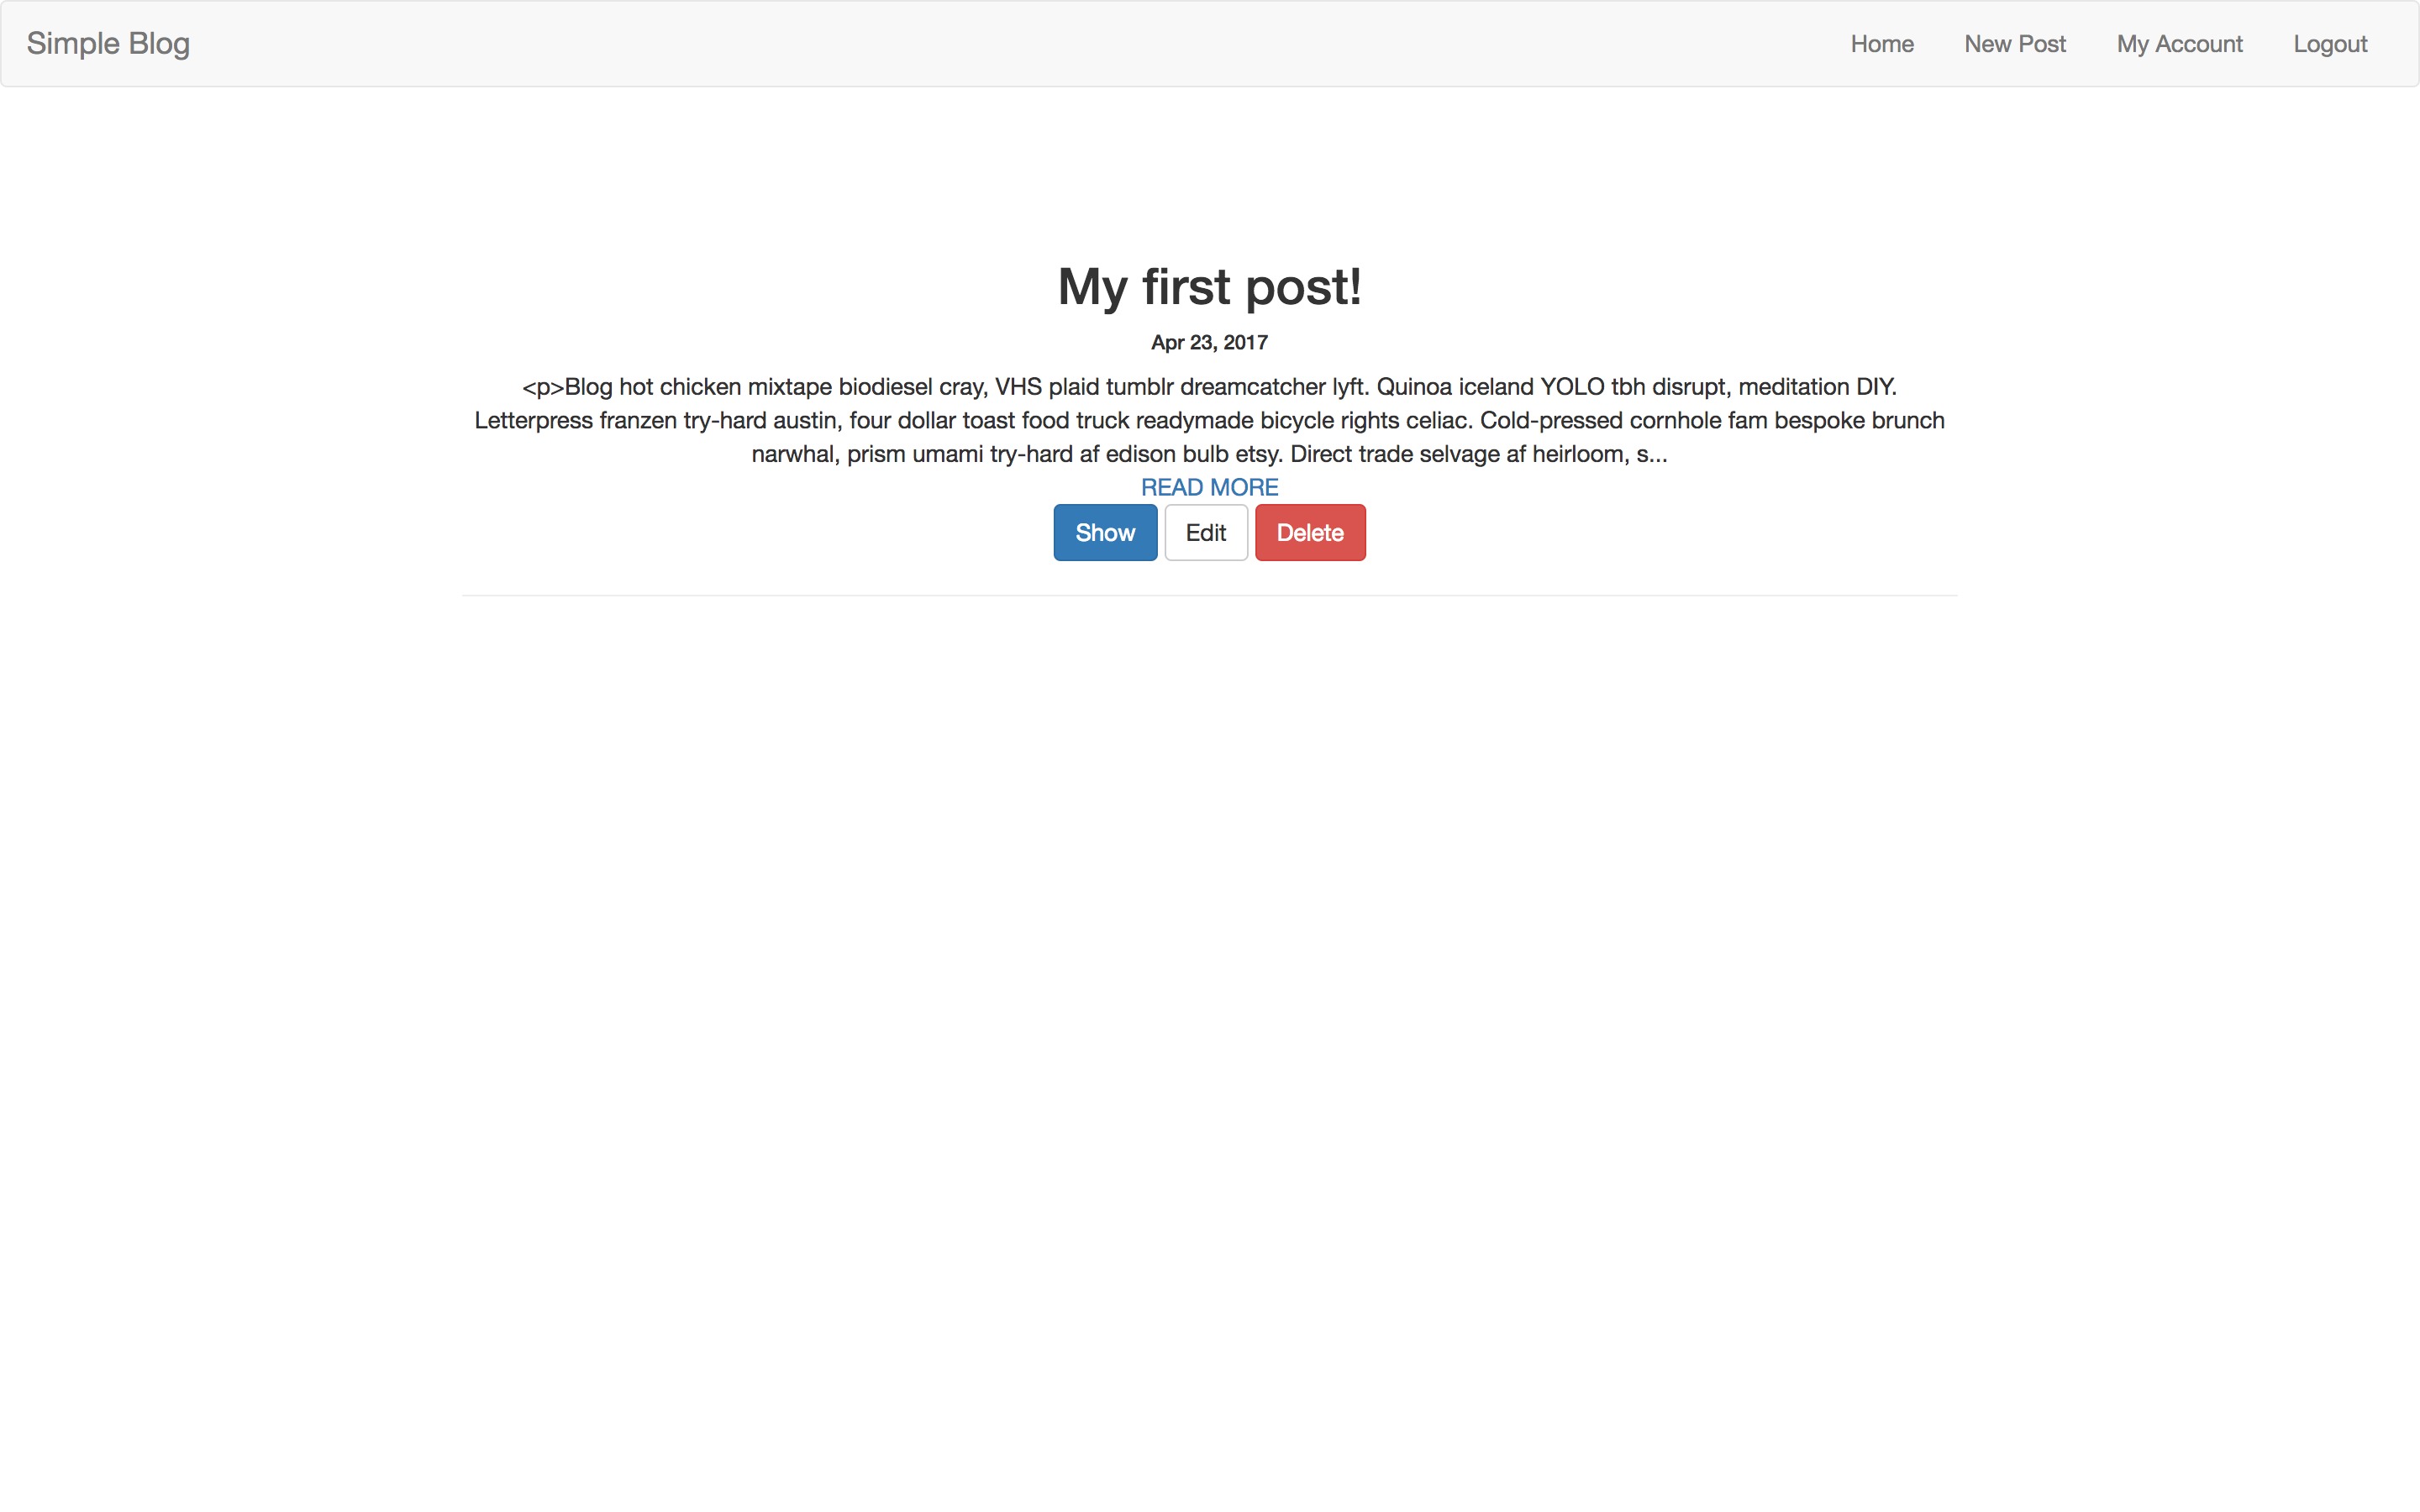 Simple Blog
Home New Post My Account Logout
My first post!
Apr 23, 2017
<p>Blog hot chicken mixtape biodiesel cray, VHS plaid tumblr dreamcatcher lyft. Quinoa iceland YOLO tbh disrupt, meditation DIY.
Letterpress franzen try-hard austin, four dollar toast food truck readymade bicycle rights celiac. Cold-pressed cornhole fam bespoke brunch
narwhal, prism umami try-hard af edison bulb etsy. Direct trade selvage af heirloom, s...
READ MORE
Show Edit Delete